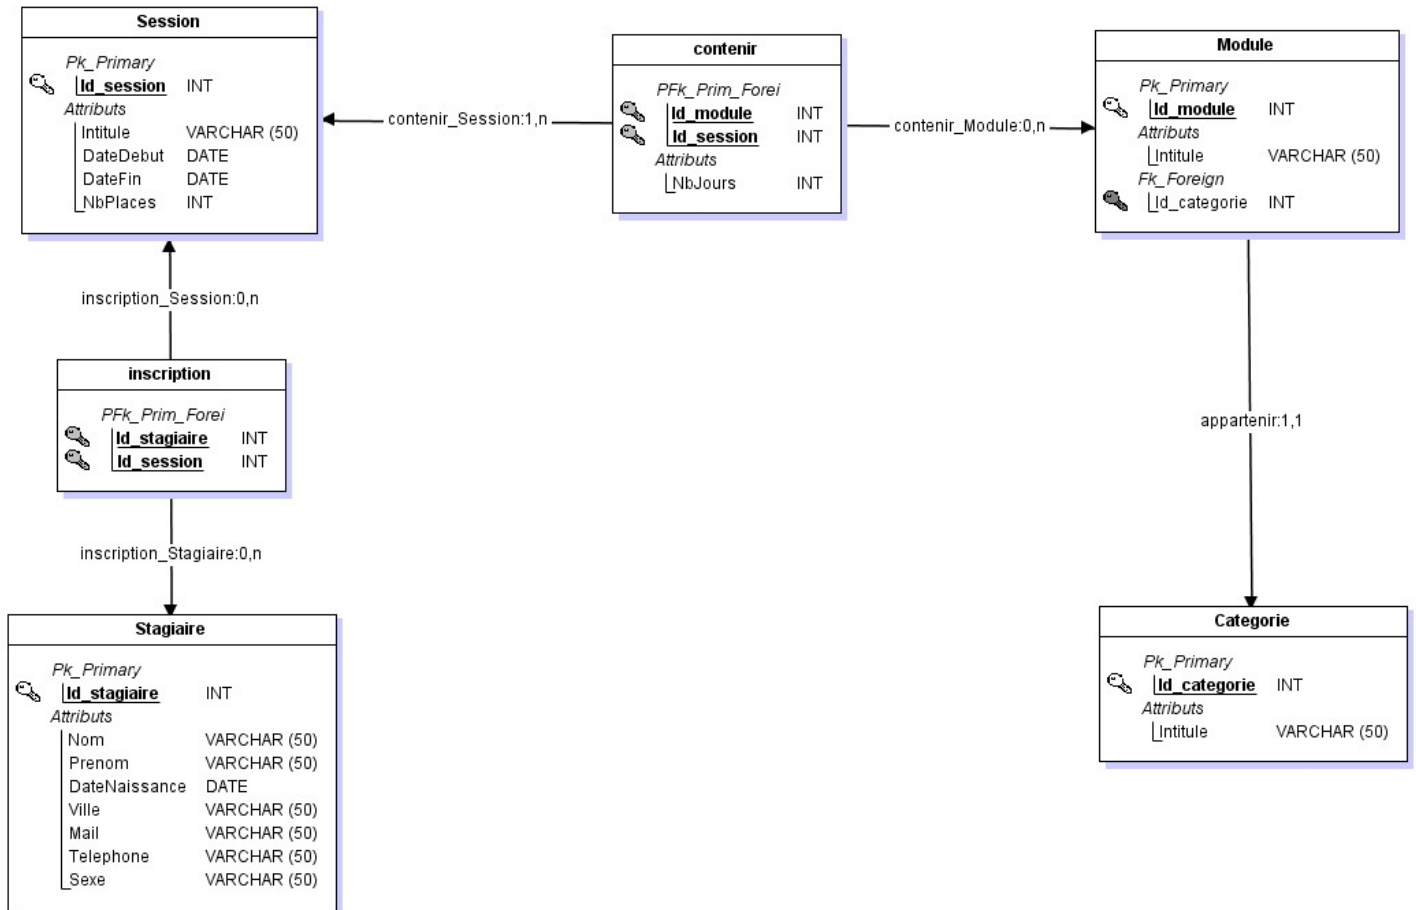 Session
Pk_Primary
Id_session INT
Attributs
Intitule VARCHAR (50)
DateDebut DATE
DateFin DATE
NbPlaces INT
contenir_Session:1,n
contenir
PFk_Prim_Forei
Id_module INT
Id_session INT
Attributs
NbJours INT
contenir_Module:0,n
Module
Pk_Primary
Id_module INT
Attributs
Intitule VARCHAR (50)
Fk_Foreign
Id_categorie INT
inscription_Session:0,n
inscription
PFk_Prim_Forei
Id_stagiaire INT
Id_session INT
appartenir:1,1
inscription_Stagiaire:0,n
Stagiaire
Pk_Primary
Id_stagiaire INT
Attributs
Nom VARCHAR (50)
Prenom VARCHAR (50)
DateNaissance DATE
Ville VARCHAR (50)
Mail VARCHAR (50)
Telephone VARCHAR (50)
Sexe VARCHAR (50)
Categorie
Pk_Primary
Id_categorie INT
Attributs
Intitule VARCHAR (50)